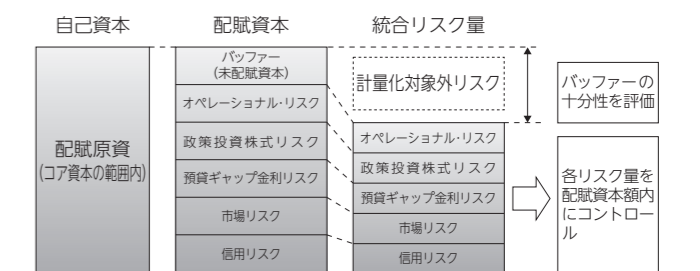 自己資本
配賦資本
統合リスク量
配賦原資
(コア資本の範囲内)
バッファー
(未配賦資本)
オペレーショナル・リスク
政策投資株式リスク
預貸ギャップ金利リスク
市場リスク
信用リスク
計量化対象外リスク
オペレーショナル・リスク
政策投資株式リスク
預貸ギャップ金利リスク
市場リスク
信用リスク
バッファーの
十分性を評価
各リスク量を
配賦資本額内
にコントロー
ル